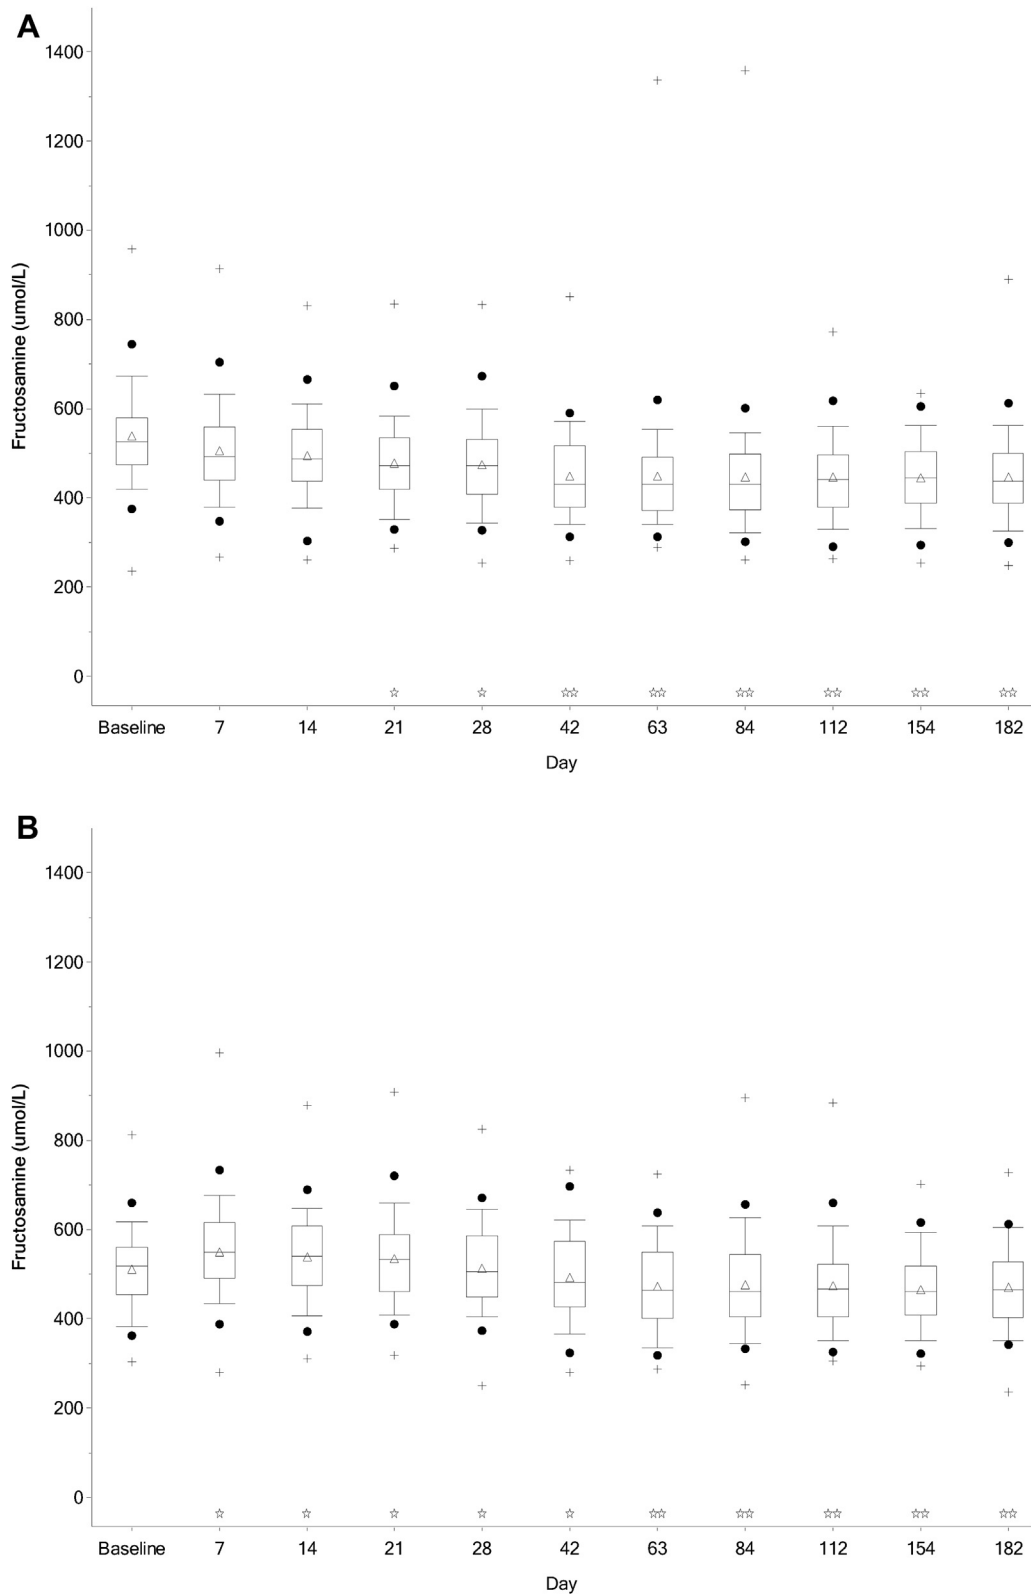 A
1400
1200
1000
800
600
400
200
0
Fructosamine (umol/L)
☆ ☆ ☆☆ ☆☆ ☆☆ ☆☆ ☆☆ ☆☆
Baseline 7 14 21 28 42 63 84 112 154 182
Day
B
1400
1200
1000
800
600
400
200
0
Fructosamine (umol/L)
☆ ☆ ☆ ☆ ☆ ☆☆ ☆☆ ☆☆ ☆☆ ☆☆
Baseline 7 14 21 28 42 63 84 112 154 182
Day